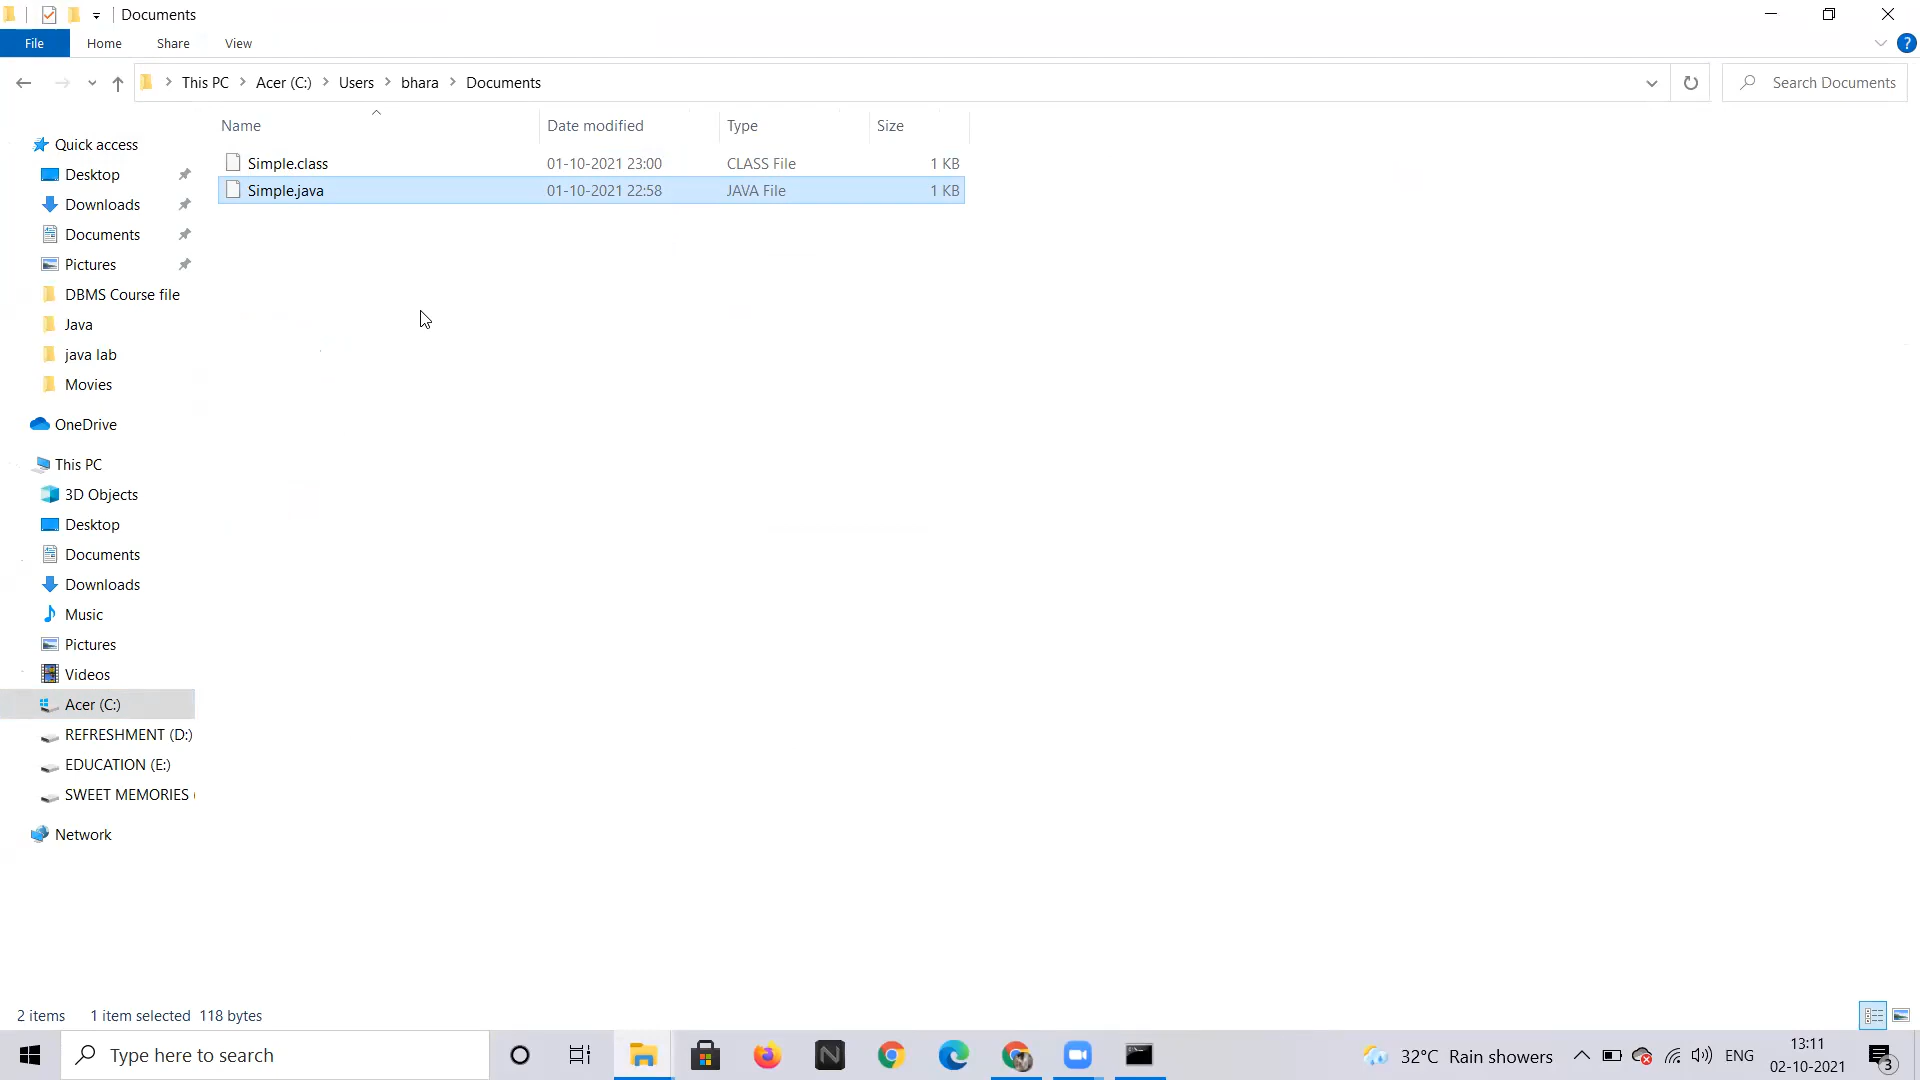 Documents
File Home Share View
This PC Acer (C:) Users bhara Documents
Search Documents
Name Date modified Type Size
Simple.class 01-10-2021 23:00 CLASS File 1 KB
Simple.java 01-10-2021 22:58 JAVA File 1 KB
Quick access
Desktop
Downloads
Documents
Pictures
DBMS Course file
Java
java lab
Movies
OneDrive
This PC
3D Objects
Desktop
Documents
Downloads
Music
Pictures
Videos
Acer (C:)
REFRESHMENT (D:)
EDUCATION (E:)
SWEET MEMORIES (
Network
2 items 1 item selected 118 bytes
Type here to search
32°C Rain showers
ENG
13:11
02-10-2021
3